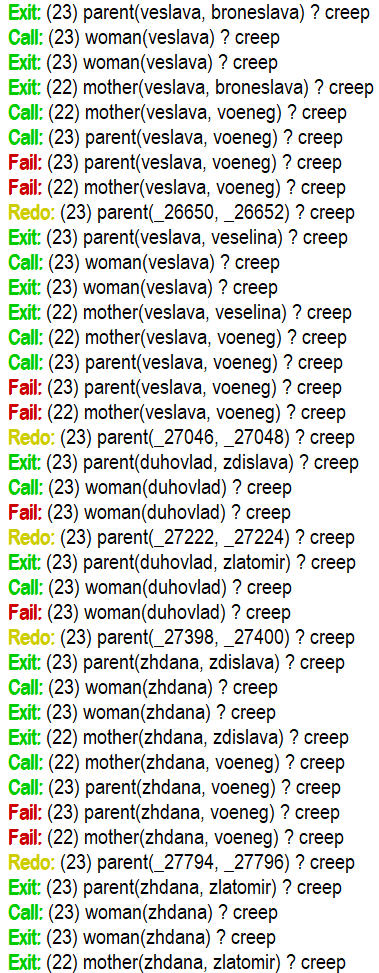 Exit: (23) parent(veslava, broneslava) ? creep
Call: (23) woman(veslava) ? creep
Exit: (23) woman(veslava) ? creep
Exit: (22) mother(veslava, broneslava) ? creep
Call: (22) mother(veslava, voeneg) ? creep
Call: (23) parent(veslava, voeneg) ? creep
Fail: (23) parent(veslava, voeneg) ? creep
Fail: (22) mother(veslava, voeneg) ? creep
Redo: (23) parent(_26650, _26652) ? creep
Exit: (23) parent(veslava, veselina) ? creep
Call: (23) woman(veslava) ? creep
Exit: (23) woman(veslava) ? creep
Exit: (22) mother(veslava, veselina) ? creep
Call: (22) mother(veslava, voeneg) ? creep
Call: (23) parent(veslava, voeneg) ? creep
Fail: (23) parent(veslava, voeneg) ? creep
Fail: (22) mother(veslava, voeneg) ? creep
Redo: (23) parent(_27046, _27048) ? creep
Exit: (23) parent(duhovlad, zdislava) ? creep
Call: (23) woman(duhovlad) ? creep
Fail: (23) woman(duhovlad) ? creep
Redo: (23) parent(_27222, _27224) ? creep
Exit: (23) parent(duhovlad, zlatomir) ? creep
Call: (23) woman(duhovlad) ? creep
Fail: (23) woman(duhovlad) ? creep
Redo: (23) parent(_27398, _27400) ? creep
Exit: (23) parent(zhdana, zdislava) ? creep
Call: (23) woman(zhdana) ? creep
Exit: (23) woman(zhdana) ? creep
Exit: (22) mother(zhdana, zdislava) ? creep
Call: (22) mother(zhdana, voeneg) ? creep
Call: (23) parent(zhdana, voeneg) ? creep
Fail: (23) parent(zhdana, voeneg) ? creep
Fail: (22) mother(zhdana, voeneg) ? creep
Redo: (23) parent(_27794, _27796) ? creep
Exit: (23) parent(zhdana, zlatomir) ? creep
Call: (23) woman(zhdana) ? creep
Exit: (23) woman(zhdana) ? creep
Exit: (22) mother(zhdana, zlatomir) ? creep